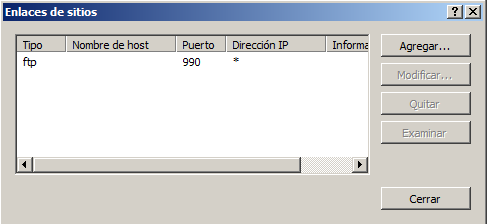 Enlaces de sitios
Tipo Nombre de host Puerto Dirección IP Informa
ftp 990 *
Agregar...
Modificar...
Quitar
Examinar
Cerrar